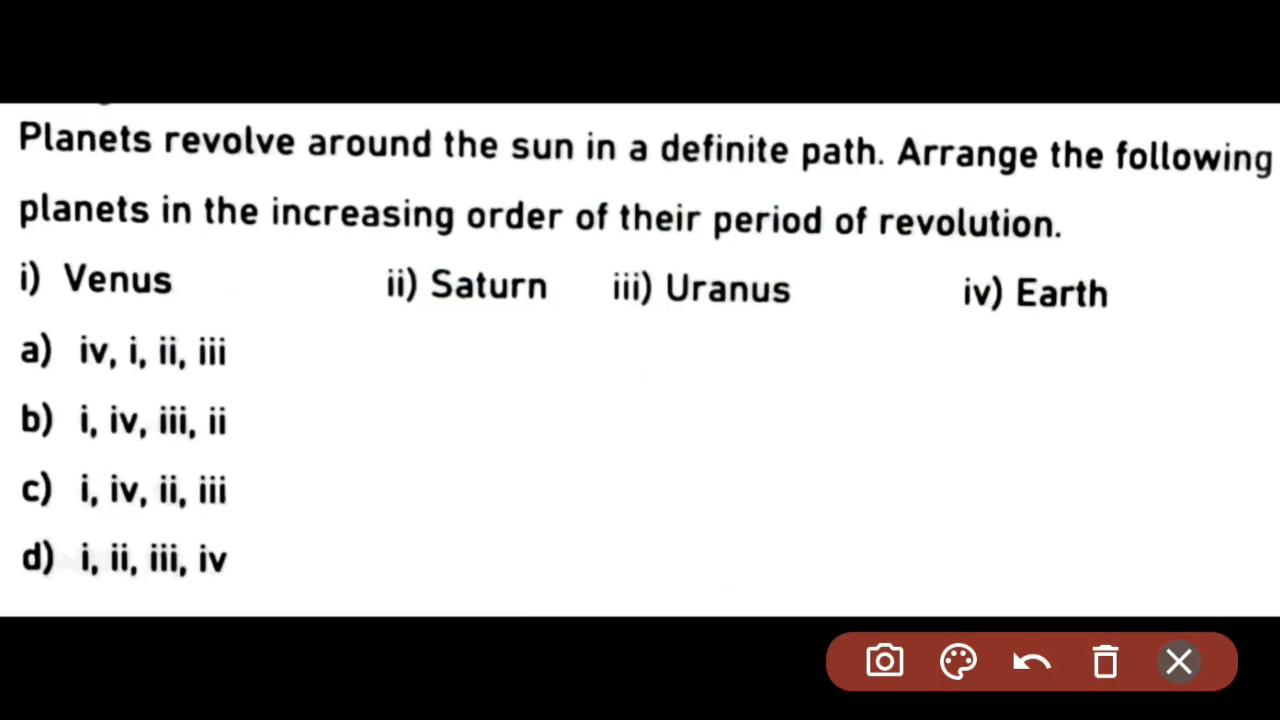 Planets revolve around the sun in a definite path. Arrange the following
planets in the increasing order of their period of revolution.
i) Venus ii) Saturn iii) Uranus iv) Earth
a) iv, i, ii, iii
b) i, iv, iii, ii
c) i, iv, ii, iii
d) i, ii, iii, iv